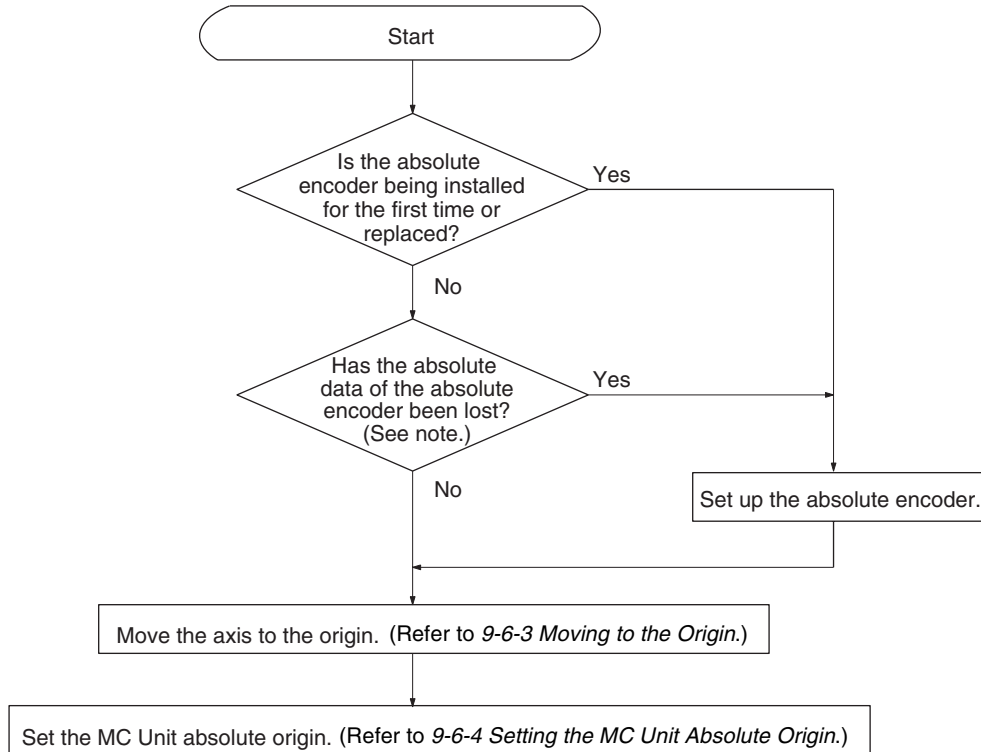 Start
Is the absolute
encoder being installed
for the first time or
replaced?
Yes
No
Has the absolute
data of the absolute
encoder been lost?
(See note.)
Yes
No
Set up the absolute encoder.
Move the axis to the origin. (Refer to 9-6-3 Moving to the Origin.)
Set the MC Unit absolute origin. (Refer to 9-6-4 Setting the MC Unit Absolute Origin.)